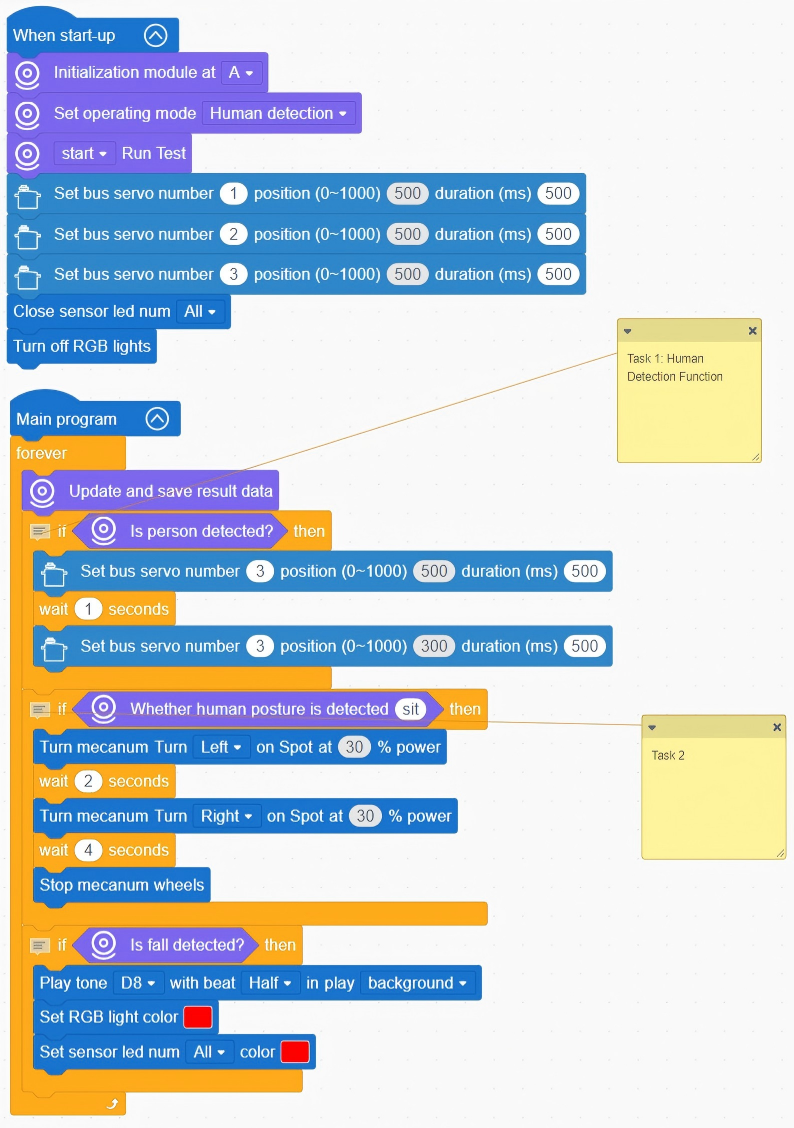 When start-up
Initialization module at A
Set operating mode Human detection
start Run Test
Set bus servo number 1 position (0~1000) 500 duration (ms) 500
Set bus servo number 2 position (0~1000) 500 duration (ms) 500
Set bus servo number 3 position (0~1000) 500 duration (ms) 500
Close sensor led num All
Turn off RGB lights
Task 1: Human
Detection Function
Main program
forever
Update and save result data
if Is person detected? then
Set bus servo number 3 position (0~1000) 500 duration (ms) 500
wait 1 seconds
Set bus servo number 3 position (0~1000) 300 duration (ms) 500
if Whether human posture is detected sit then
Turn mecanum Turn Left on Spot at 30 % power
Task 2
wait 2 seconds
Turn mecanum Turn Right on Spot at 30 % power
wait 4 seconds
Stop mecanum wheels
if Is fall detected? then
Play tone D8 with beat Half in play background
Set RGB light color
Set sensor led num All color